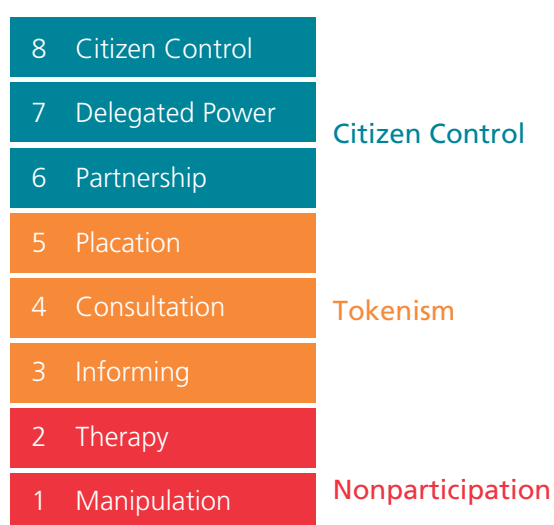 8 Citizen Control
7 Delegated Power
Citizen Control
6 Partnership
5 Placation
4 Consultation
Tokenism
3 Informing
2 Therapy
1 Manipulation
Nonparticipation